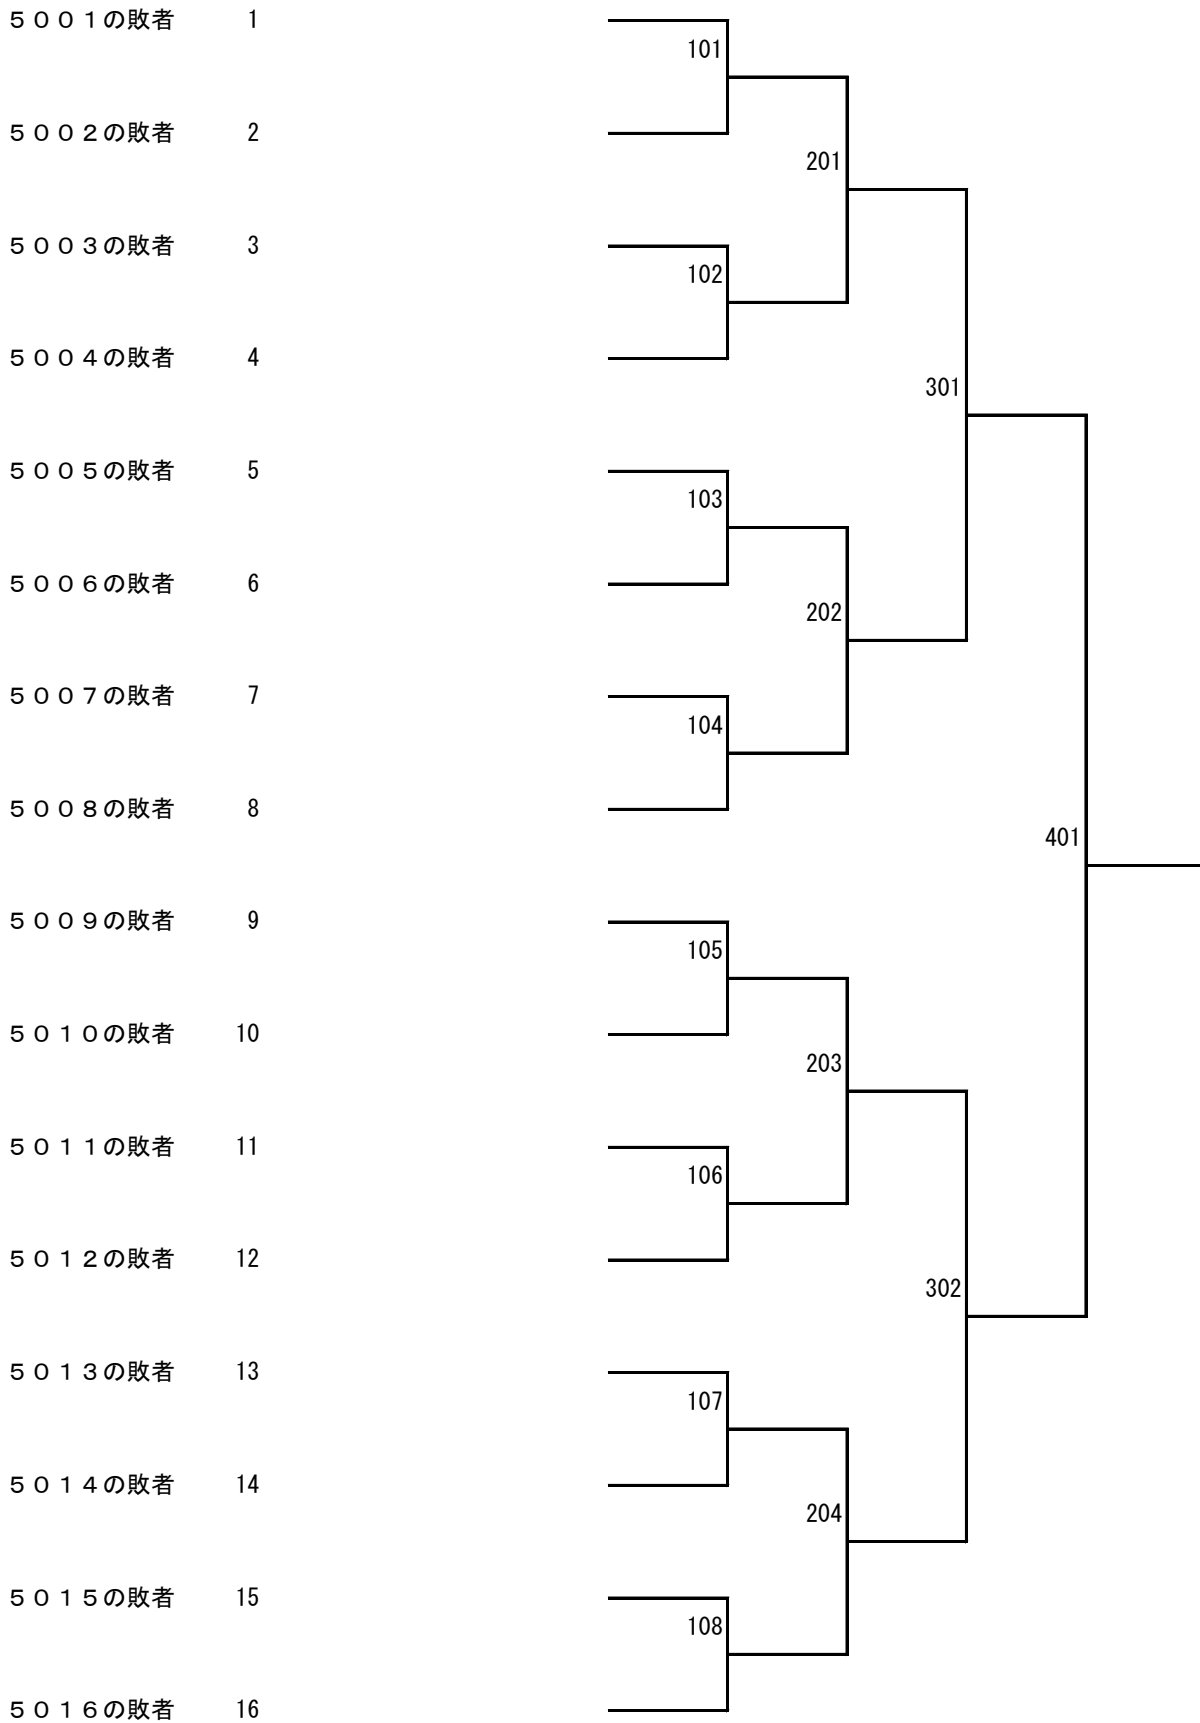 ５００１の敗者 1
101
５００２の敗者 2
201
５００３の敗者 3
102
５００４の敗者 4
301
５００５の敗者 5
103
５００６の敗者 6
202
５００７の敗者 7
104
５００８の敗者 8
401
５００９の敗者 9
105
５０１０の敗者 10
203
５０１１の敗者 11
106
５０１２の敗者 12
302
５０１３の敗者 13
107
５０１４の敗者 14
204
５０１５の敗者 15
108
５０１６の敗者 16